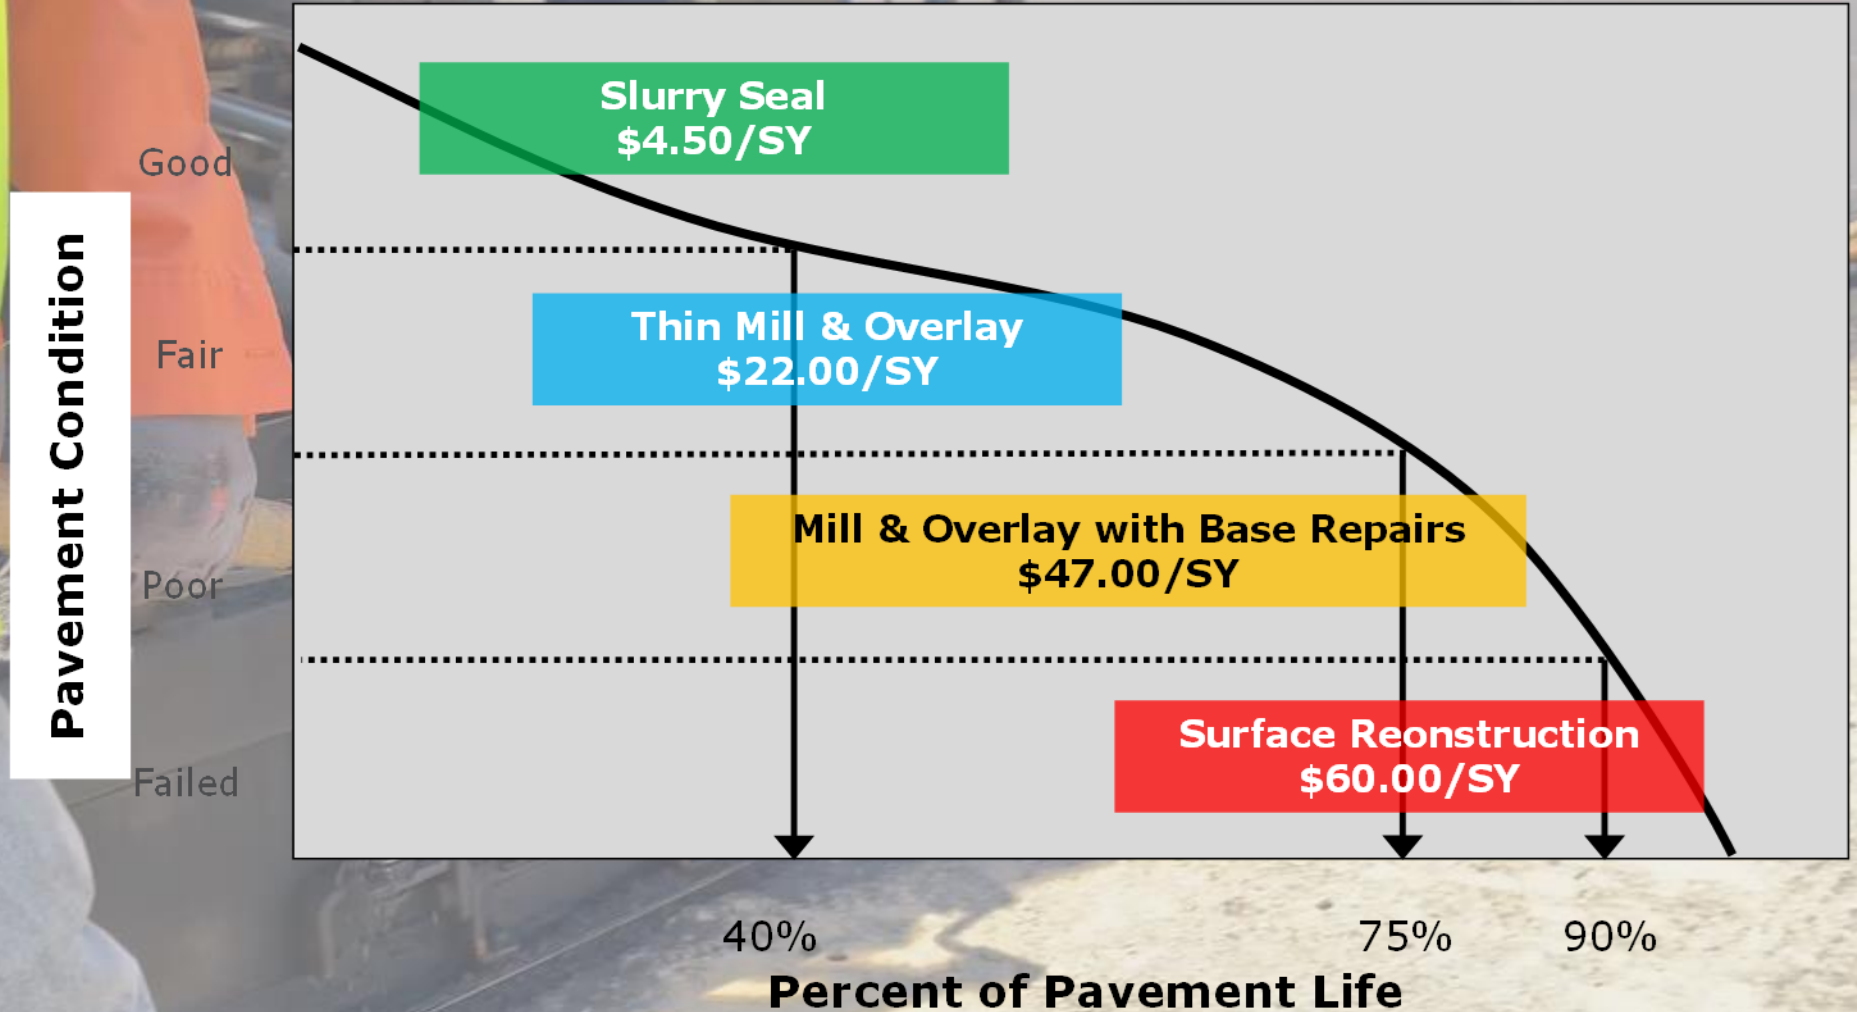 Slurry Seal
$4.50/SY
Good
Thin Mill & Overlay
$22.00/SY
Fair
Pavement Condition
Mill & Overlay with Base Repairs
$47.00/SY
Poor
Surface Reonstruction
$60.00/SY
Failed
40%
75%
90%
Percent of Pavement Life